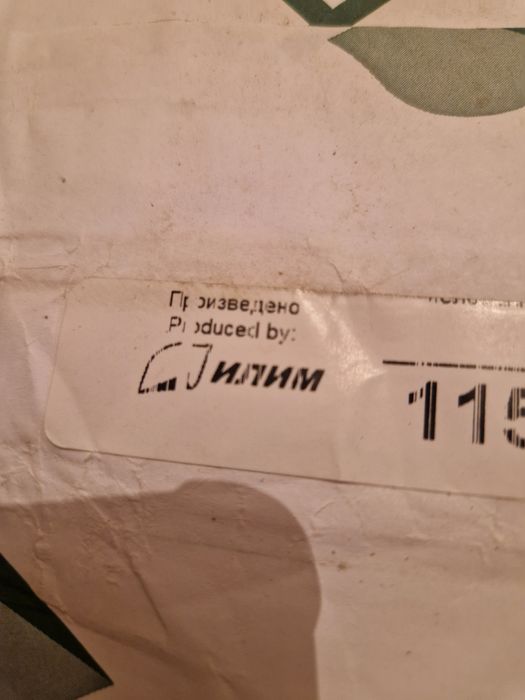 Произведено
Produced by:
Илим
115